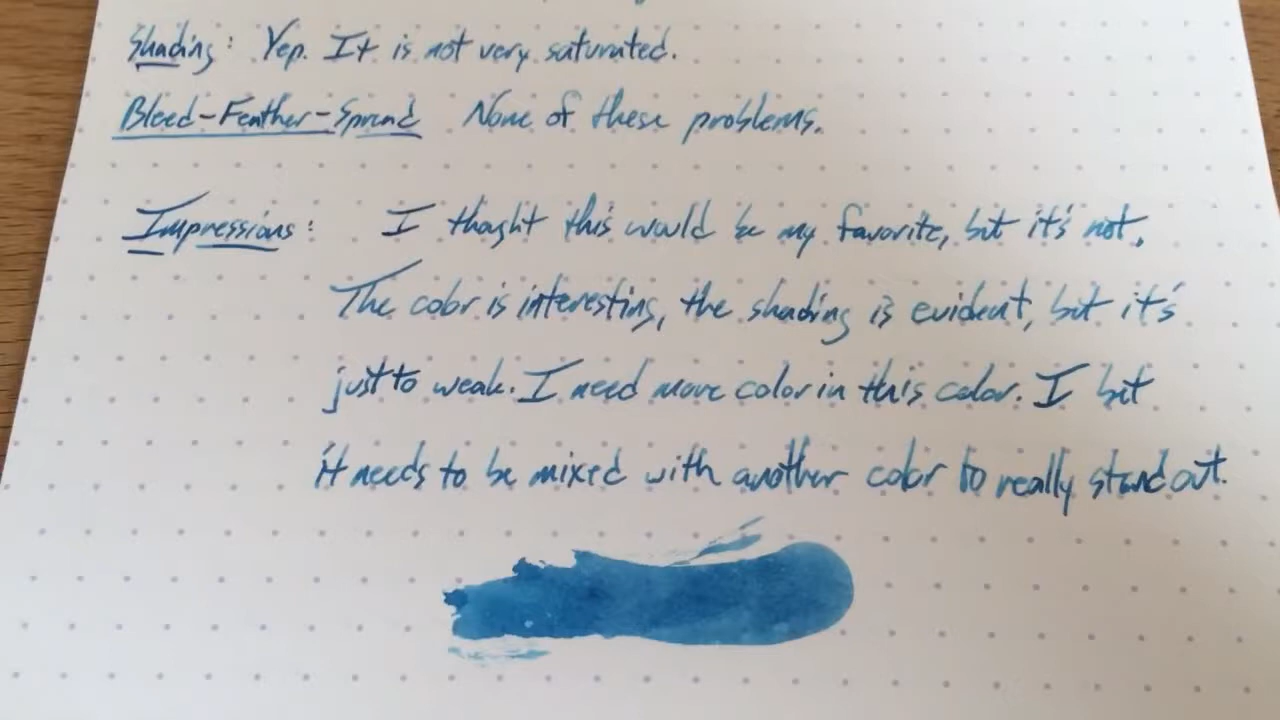 Shading: Yep. It is not very saturated.
Bleed-Feather-Spread None of these problems.
Impressions: I thoght this would be my favorite, but it's not.
The color is interesting, the shading is evident, but it's
just to weak. I need more color in this color. I bet
it needs to be mixed with another color to really stand out.